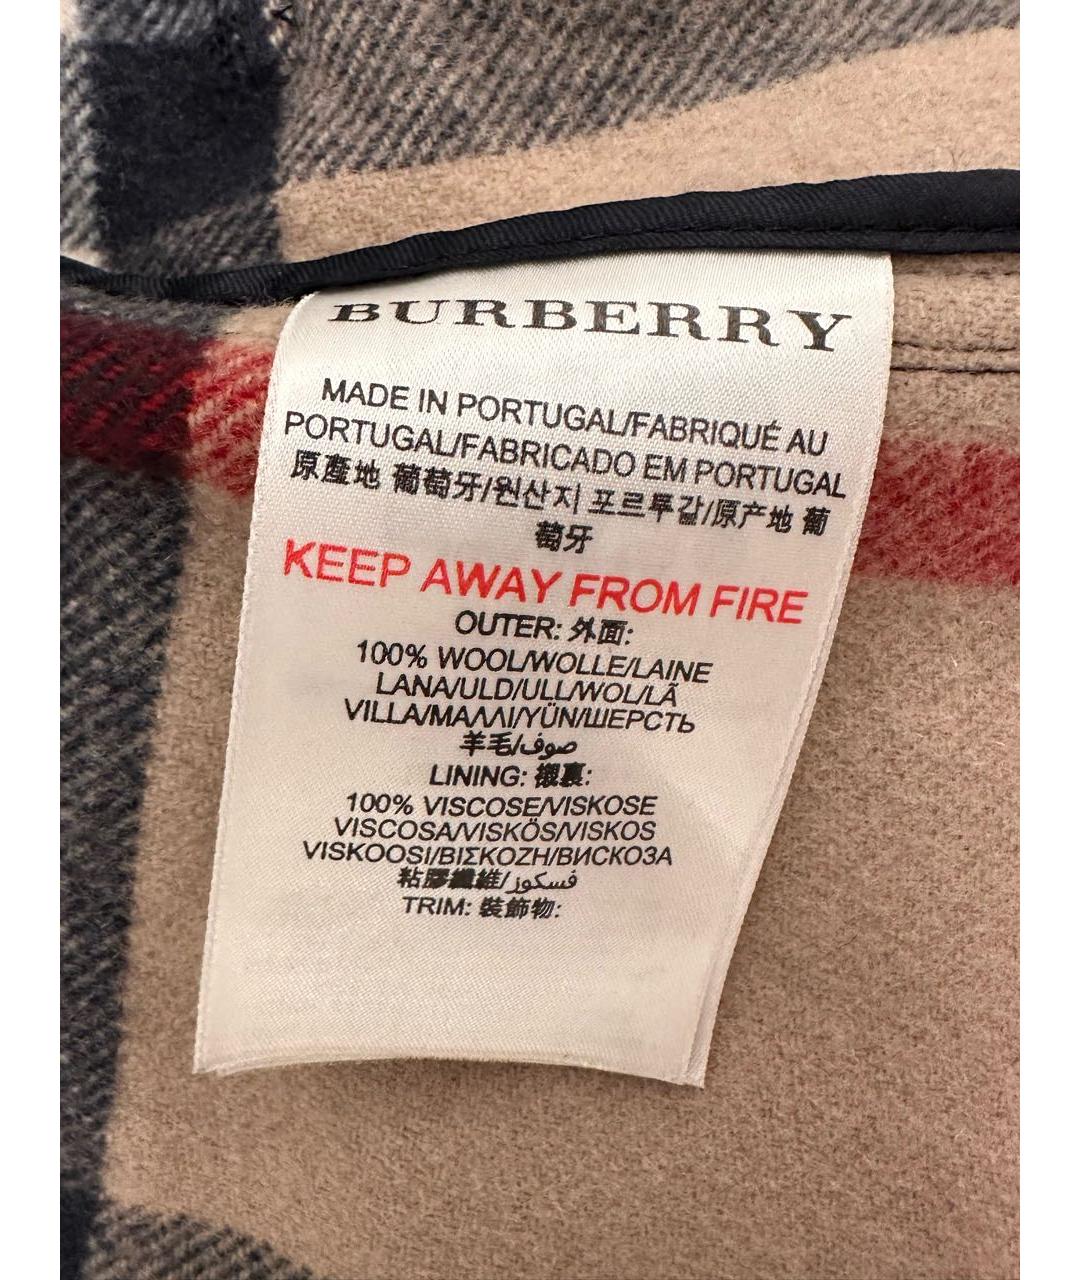 BURBERRY
MADE IN PORTUGAL/FABRIQUÉ AU
PORTUGAL/FABRICADO EM PORTUGAL
原產地 葡萄牙/원산지 포르투갈/原产地 葡
萄牙
KEEP AWAY FROM FIRE
OUTER: 外面:
100% WOOL/WOLLE/LAINE
LANA/ULD/ULL/WOL/LÃ
VILLA/ΜΑΛΛΙ/YÜN/ШЕРСТЬ
羊毛/صوف
LINING: 襯裏:
100% VISCOSE/VISKOSE
VISCOSA/VISKÖS/VISKOS
VISKOOSI/ΒΙΣΚΟΖΗ/ВИСКОЗА
粘膠纖維/فسكوز
TRIM: 裝飾物: